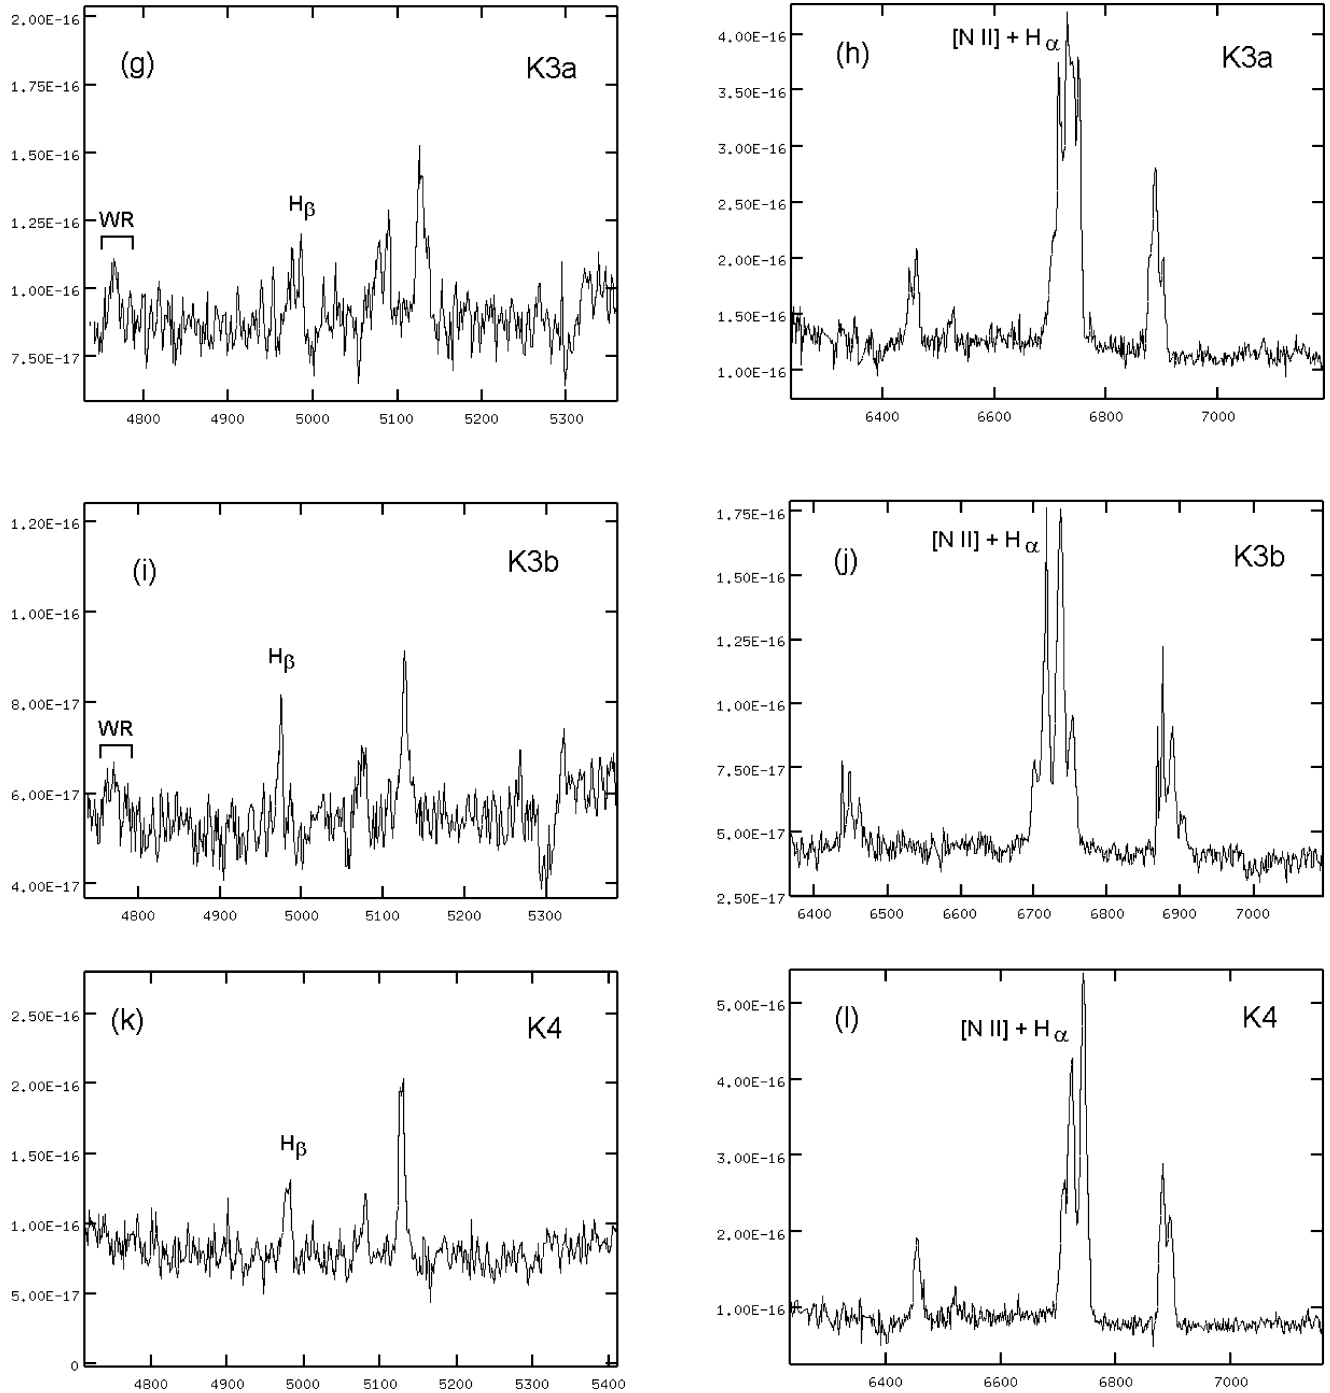 (g)
K3a
WR
Hβ
2.00E-16
1.75E-16
1.50E-16
1.25E-16
1.00E-16
7.50E-17
4800 4900 5000 5100 5200 5300
(h)
[N II] + Hα
K3a
4.00E-16
3.50E-16
3.00E-16
2.50E-16
2.00E-16
1.50E-16
1.00E-16
6400 6600 6800 7000
(i)
K3b
WR
Hβ
1.20E-16
1.00E-16
8.00E-17
6.00E-17
4.00E-17
4800 4900 5000 5100 5200 5300
(j)
[N II] + Hα
K3b
1.75E-16
1.50E-16
1.25E-16
1.00E-16
7.50E-17
5.00E-17
2.50E-17
6400 6500 6600 6700 6800 6900 7000
(k)
K4
Hβ
2.50E-16
2.00E-16
1.50E-16
1.00E-16
5.00E-17
0
4800 4900 5000 5100 5200 5300 5400
(l)
[N II] + Hα
K4
5.00E-16
4.00E-16
3.00E-16
2.00E-16
1.00E-16
6400 6600 6800 7000